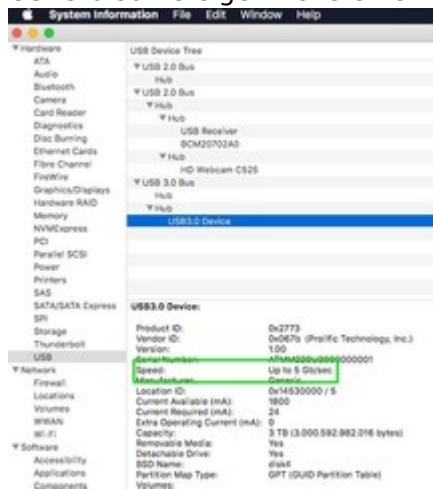 System Information File Edit Window Help
Hardware
ATA
Audio
Bluetooth
Camera
Card Reader
Diagnostics
Disc Burning
Ethernet Cards
Fibre Channel
FireWire
Graphics/Displays
Hardware RAID
Memory
NVMExpress
PCI
Parallel SCSI
Power
Printers
SAS
SATA/SATA Express
SPI
Storage
Thunderbolt
USB
Network
Firewall
Locations
Volumes
WWAN
Wi-Fi
Software
Accessibility
Applications
Components
USB Device Tree
USB 2.0 Bus
Hub
USB 2.0 Bus
Hub
Hub
USB Receiver
BCM20702A0
Hub
HD Webcam C525
USB 3.0 Bus
Hub
Hub
USB3.0 Device
USB3.0 Device:
Product ID: 0x2773
Vendor ID: 0x067b (Prolific Technology, Inc.)
Version: 1.00
Serial Number:
Speed: Up to 5 Gb/sec
Manufacturer: Generic
Location ID: 0x14530000 / 5
Current Available (mA): 1800
Current Required (mA): 24
Extra Operating Current (mA): 0
Capacity: 3 TB (3.000.592.982.016 bytes)
Removable Media: Yes
Detachable Drive: Yes
BSD Name: disk4
Partition Map Type: GPT (GUID Partition Table)
Volumes: